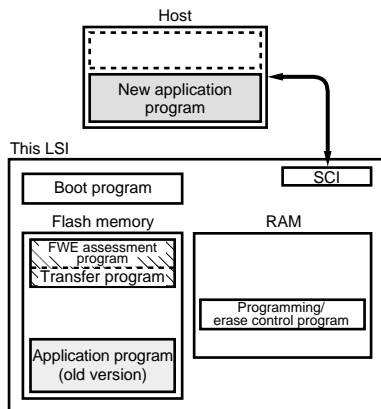 Host
New application
program
This LSI
SCI
Boot program
Flash memory
RAM
FWE assessment
program
Transfer program
Programming/
erase control program
Application program
(old version)